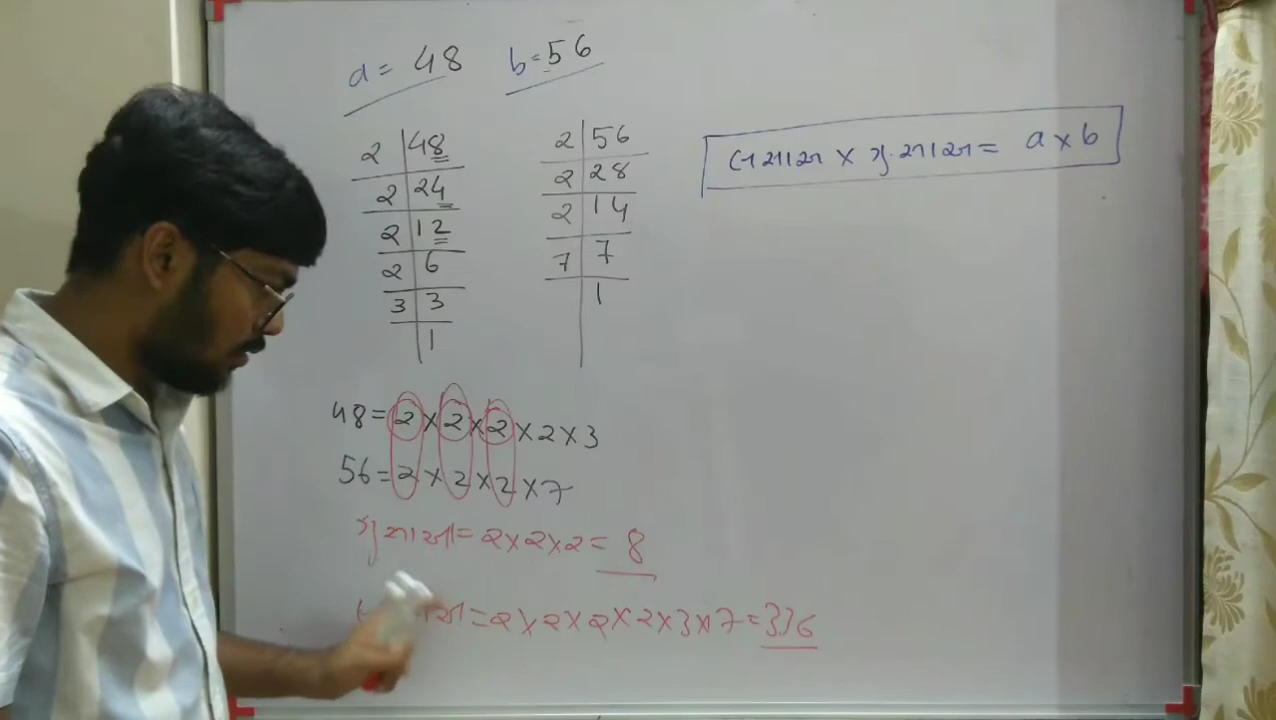 a = 48 b = 56
2 48
2 24
2 12
2 6
3 3
1
2 56
2 28
2 14
7 7
1
લસાઅ × ગુ.સાઅ = a × b
48 = 2 × 2 × 2 × 2 × 3
56 = 2 × 2 × 2 × 7
ગુસાઅ = 2 × 2 × 2 = 8
= 2 × 2 × 2 × 2 × 3 × 7 = 336